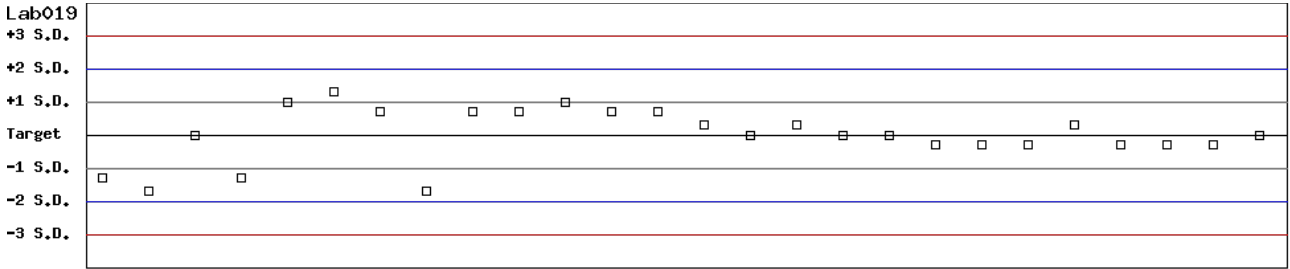 Lab019
+3 S.D.
+2 S.D.
+1 S.D.
Target
-1 S.D.
-2 S.D.
-3 S.D.